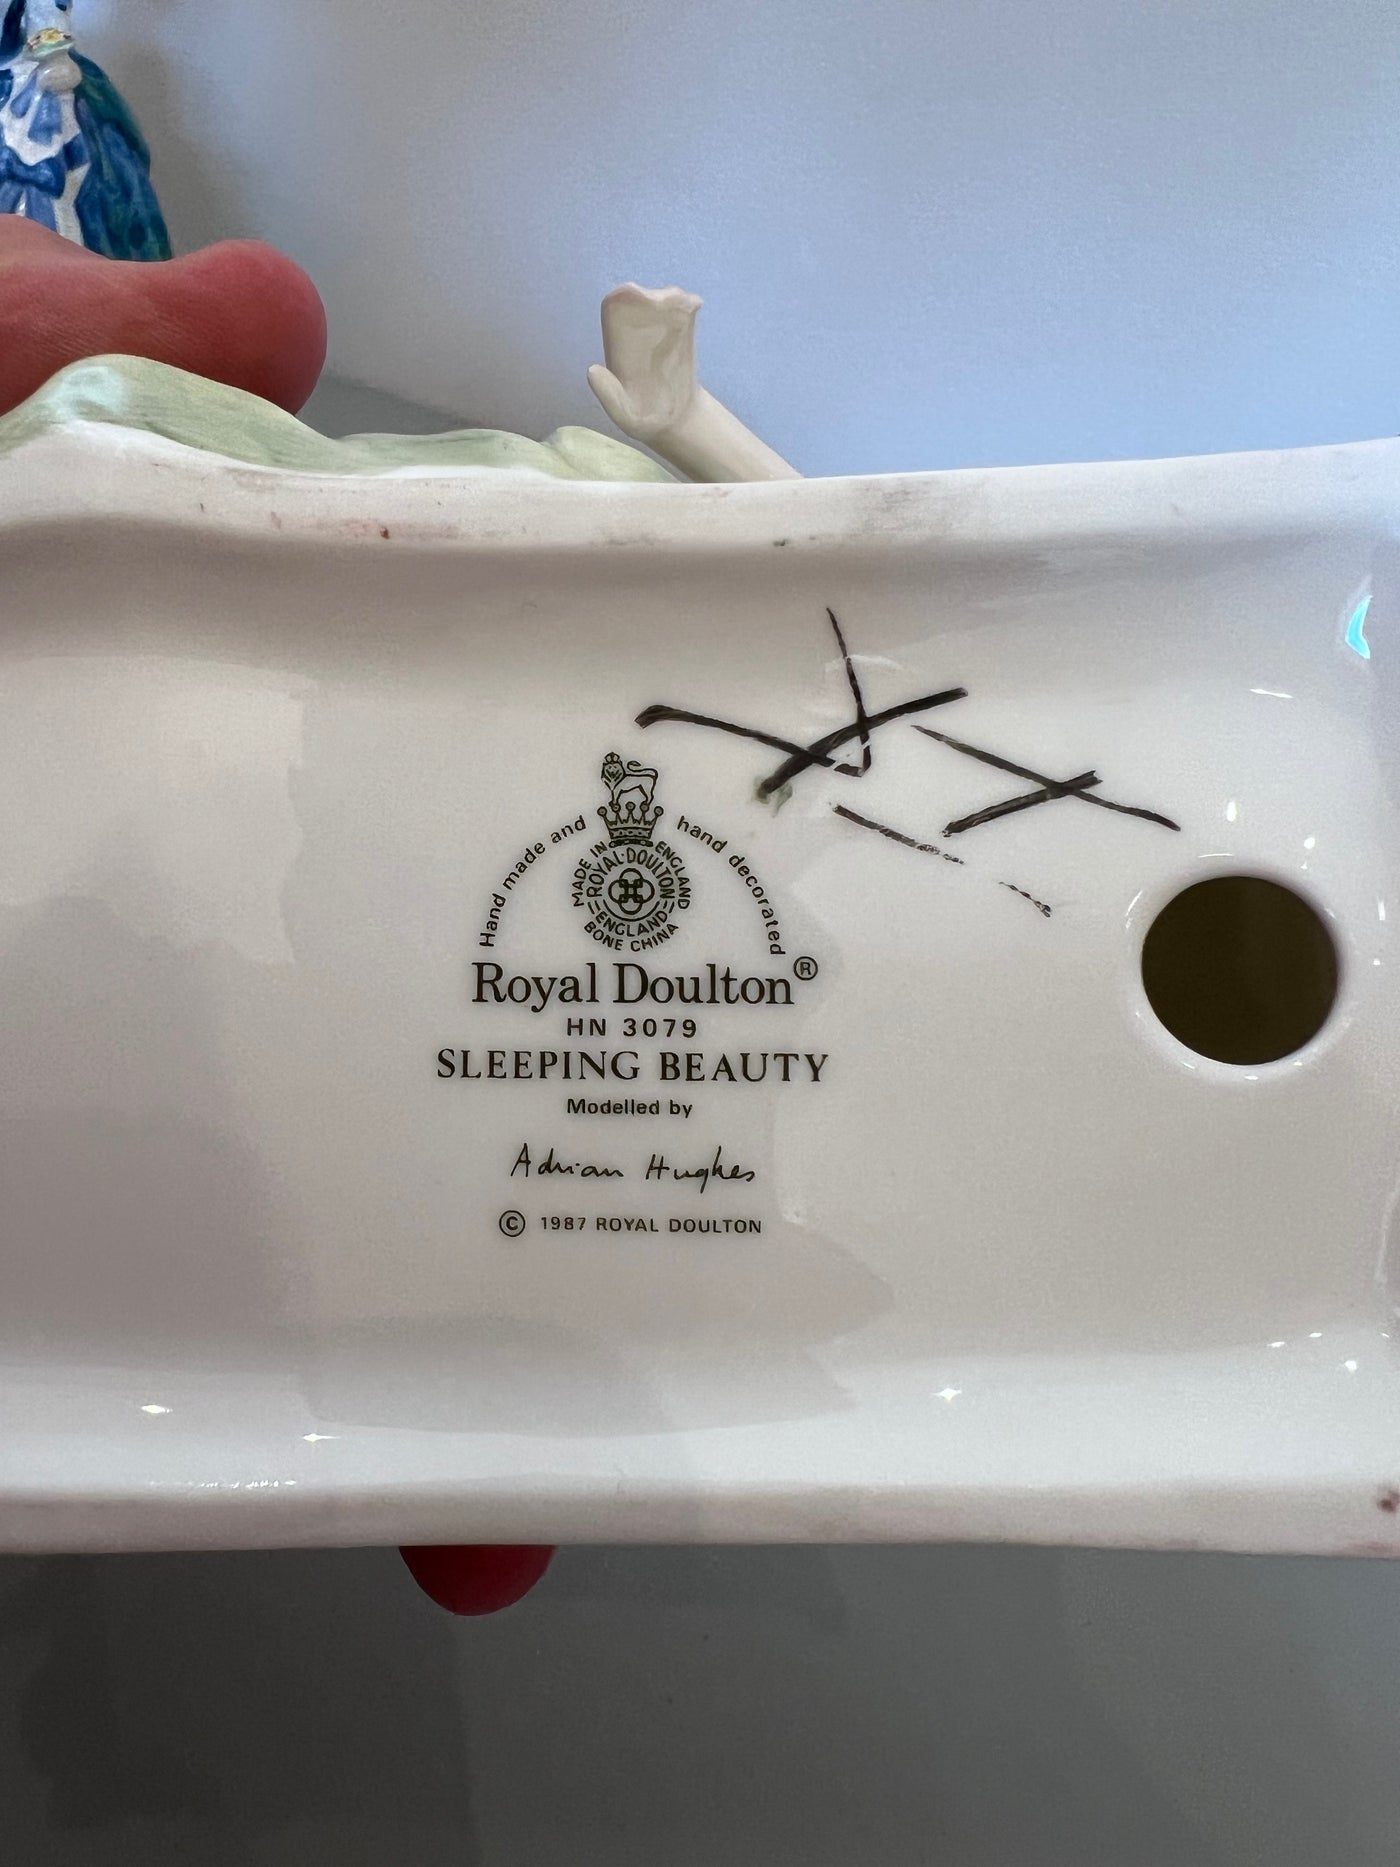 Hand made and hand decorated
MADE IN ENGLAND
ROYAL·DOULTON
ENGLAND
BONE CHINA
Royal Doulton®
HN 3079
SLEEPING BEAUTY
Modelled by
Adrian Hughes
© 1987 ROYAL DOULTON